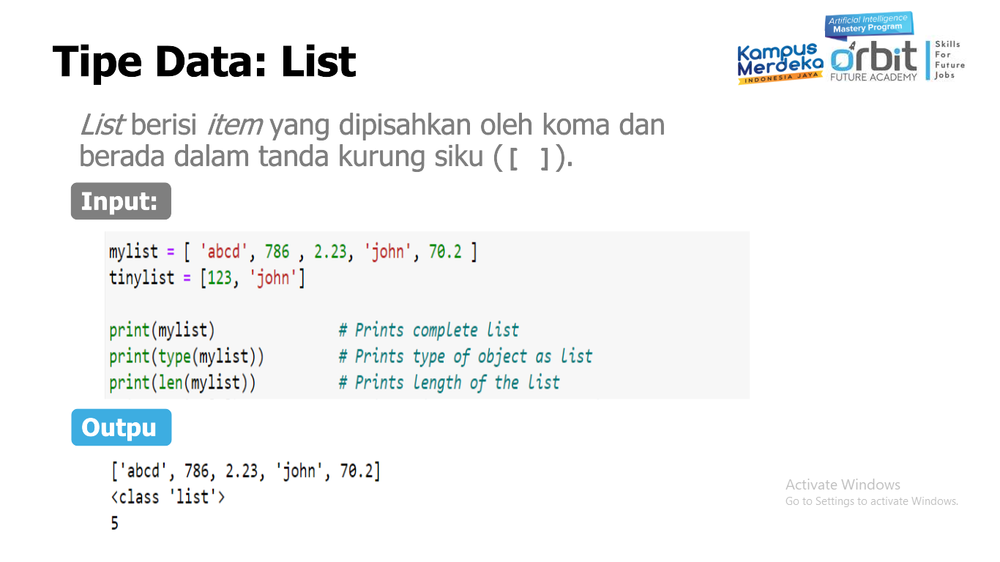 Tipe Data: List
Artificial Intelligence
Mastery Program
Kampus
Merdeka
INDONESIA JAYA
orbit
FUTURE ACADEMY
Skills
For
Future
Jobs
List berisi item yang dipisahkan oleh koma dan
berada dalam tanda kurung siku ([ ]).
Input:
mylist = [ 'abcd', 786 , 2.23, 'john', 70.2 ]
tinylist = [123, 'john']
print(mylist) # Prints complete list
print(type(mylist)) # Prints type of object as list
print(len(mylist)) # Prints length of the list
Outpu
['abcd', 786, 2.23, 'john', 70.2]
<class 'list'>
5
Activate Windows
Go to Settings to activate Windows.